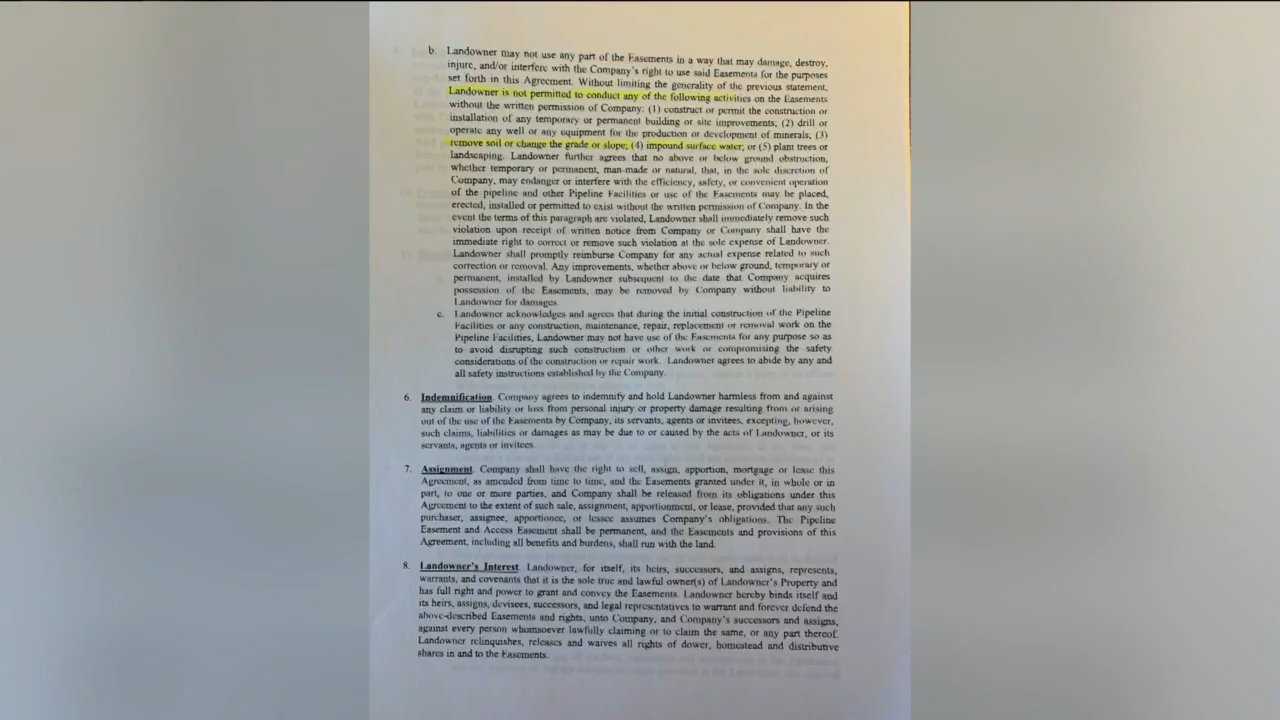 b. Landowner may not use any part of the Easements in a way that may damage, destroy,
injure, and/or interfere with the Company's right to use said Easements for the purposes
set forth in this Agreement. Without limiting the generality of the previous statement,
Landowner is not permitted to conduct any of the following activities on the Easements
without the written permission of Company: (1) construct or permit the construction or
installation of any temporary or permanent building or site improvements; (2) drill or
operate any well or any equipment for the production or development of minerals; (3)
remove soil or change the grade or slope; (4) impound surface water; or (5) plant trees or
landscaping. Landowner further agrees that no above or below ground obstruction,
whether temporary or permanent, man-made or natural, that, in the sole discretion of
Company, may endanger or interfere with the efficiency, safety, or convenient operation
of the pipeline and other Pipeline Facilities or use of the Easements may be placed,
erected, installed or permitted to exist without the written permission of Company. In the
event the terms of this paragraph are violated, Landowner shall immediately remove such
violation upon receipt of written notice from Company or Company shall have the
immediate right to correct or remove such violation at the sole expense of Landowner.
Landowner shall promptly reimburse Company for any actual expense related to such
correction or removal. Any improvements, whether above or below ground, temporary or
permanent, installed by Landowner subsequent to the date that Company acquires
possession of the Easements, may be removed by Company without liability to
Landowner for damages.
c. Landowner acknowledges and agrees that during the initial construction of the Pipeline
Facilities or any construction, maintenance, repair, replacement or removal work on the
Pipeline Facilities, Landowner may not have use of the Easements for any purpose so as
to avoid disrupting such construction or other work or compromising the safety
considerations of the construction or repair work. Landowner agrees to abide by any and
all safety instructions established by the Company.
6. Indemnification. Company agrees to indemnify and hold Landowner harmless from and against
any claim or liability or loss from personal injury or property damage resulting from or arising
out of the use of the Easements by Company, its servants, agents or invitees, excepting, however,
such claims, liabilities or damages as may be due to or caused by the acts of Landowner, or its
servants, agents or invitees.
7. Assignment. Company shall have the right to sell, assign, apportion, mortgage or lease this
Agreement, as amended from time to time, and the Easements granted under it, in whole or in
part, to one or more parties, and Company shall be released from its obligations under this
Agreement to the extent of such sale, assignment, apportionment, or lease, provided that any such
purchaser, assignee, apportionee, or lessee assumes Company's obligations. The Pipeline
Easement and Access Easement shall be permanent, and the Easements and provisions of this
Agreement, including all benefits and burdens, shall run with the land.
8. Landowner's Interest. Landowner, for itself, its heirs, successors, and assigns, represents,
warrants, and covenants that it is the sole true and lawful owner(s) of Landowner's Property and
has full right and power to grant and convey the Easements. Landowner hereby binds itself and
its heirs, assigns, devisees, successors, and legal representatives to warrant and forever defend the
above-described Easements and rights, unto Company, and Company's successors and assigns,
against every person whomsoever lawfully claiming or to claim the same, or any part thereof.
Landowner relinquishes, releases and waives all rights of dower, homestead and distributive
shares in and to the Easements.